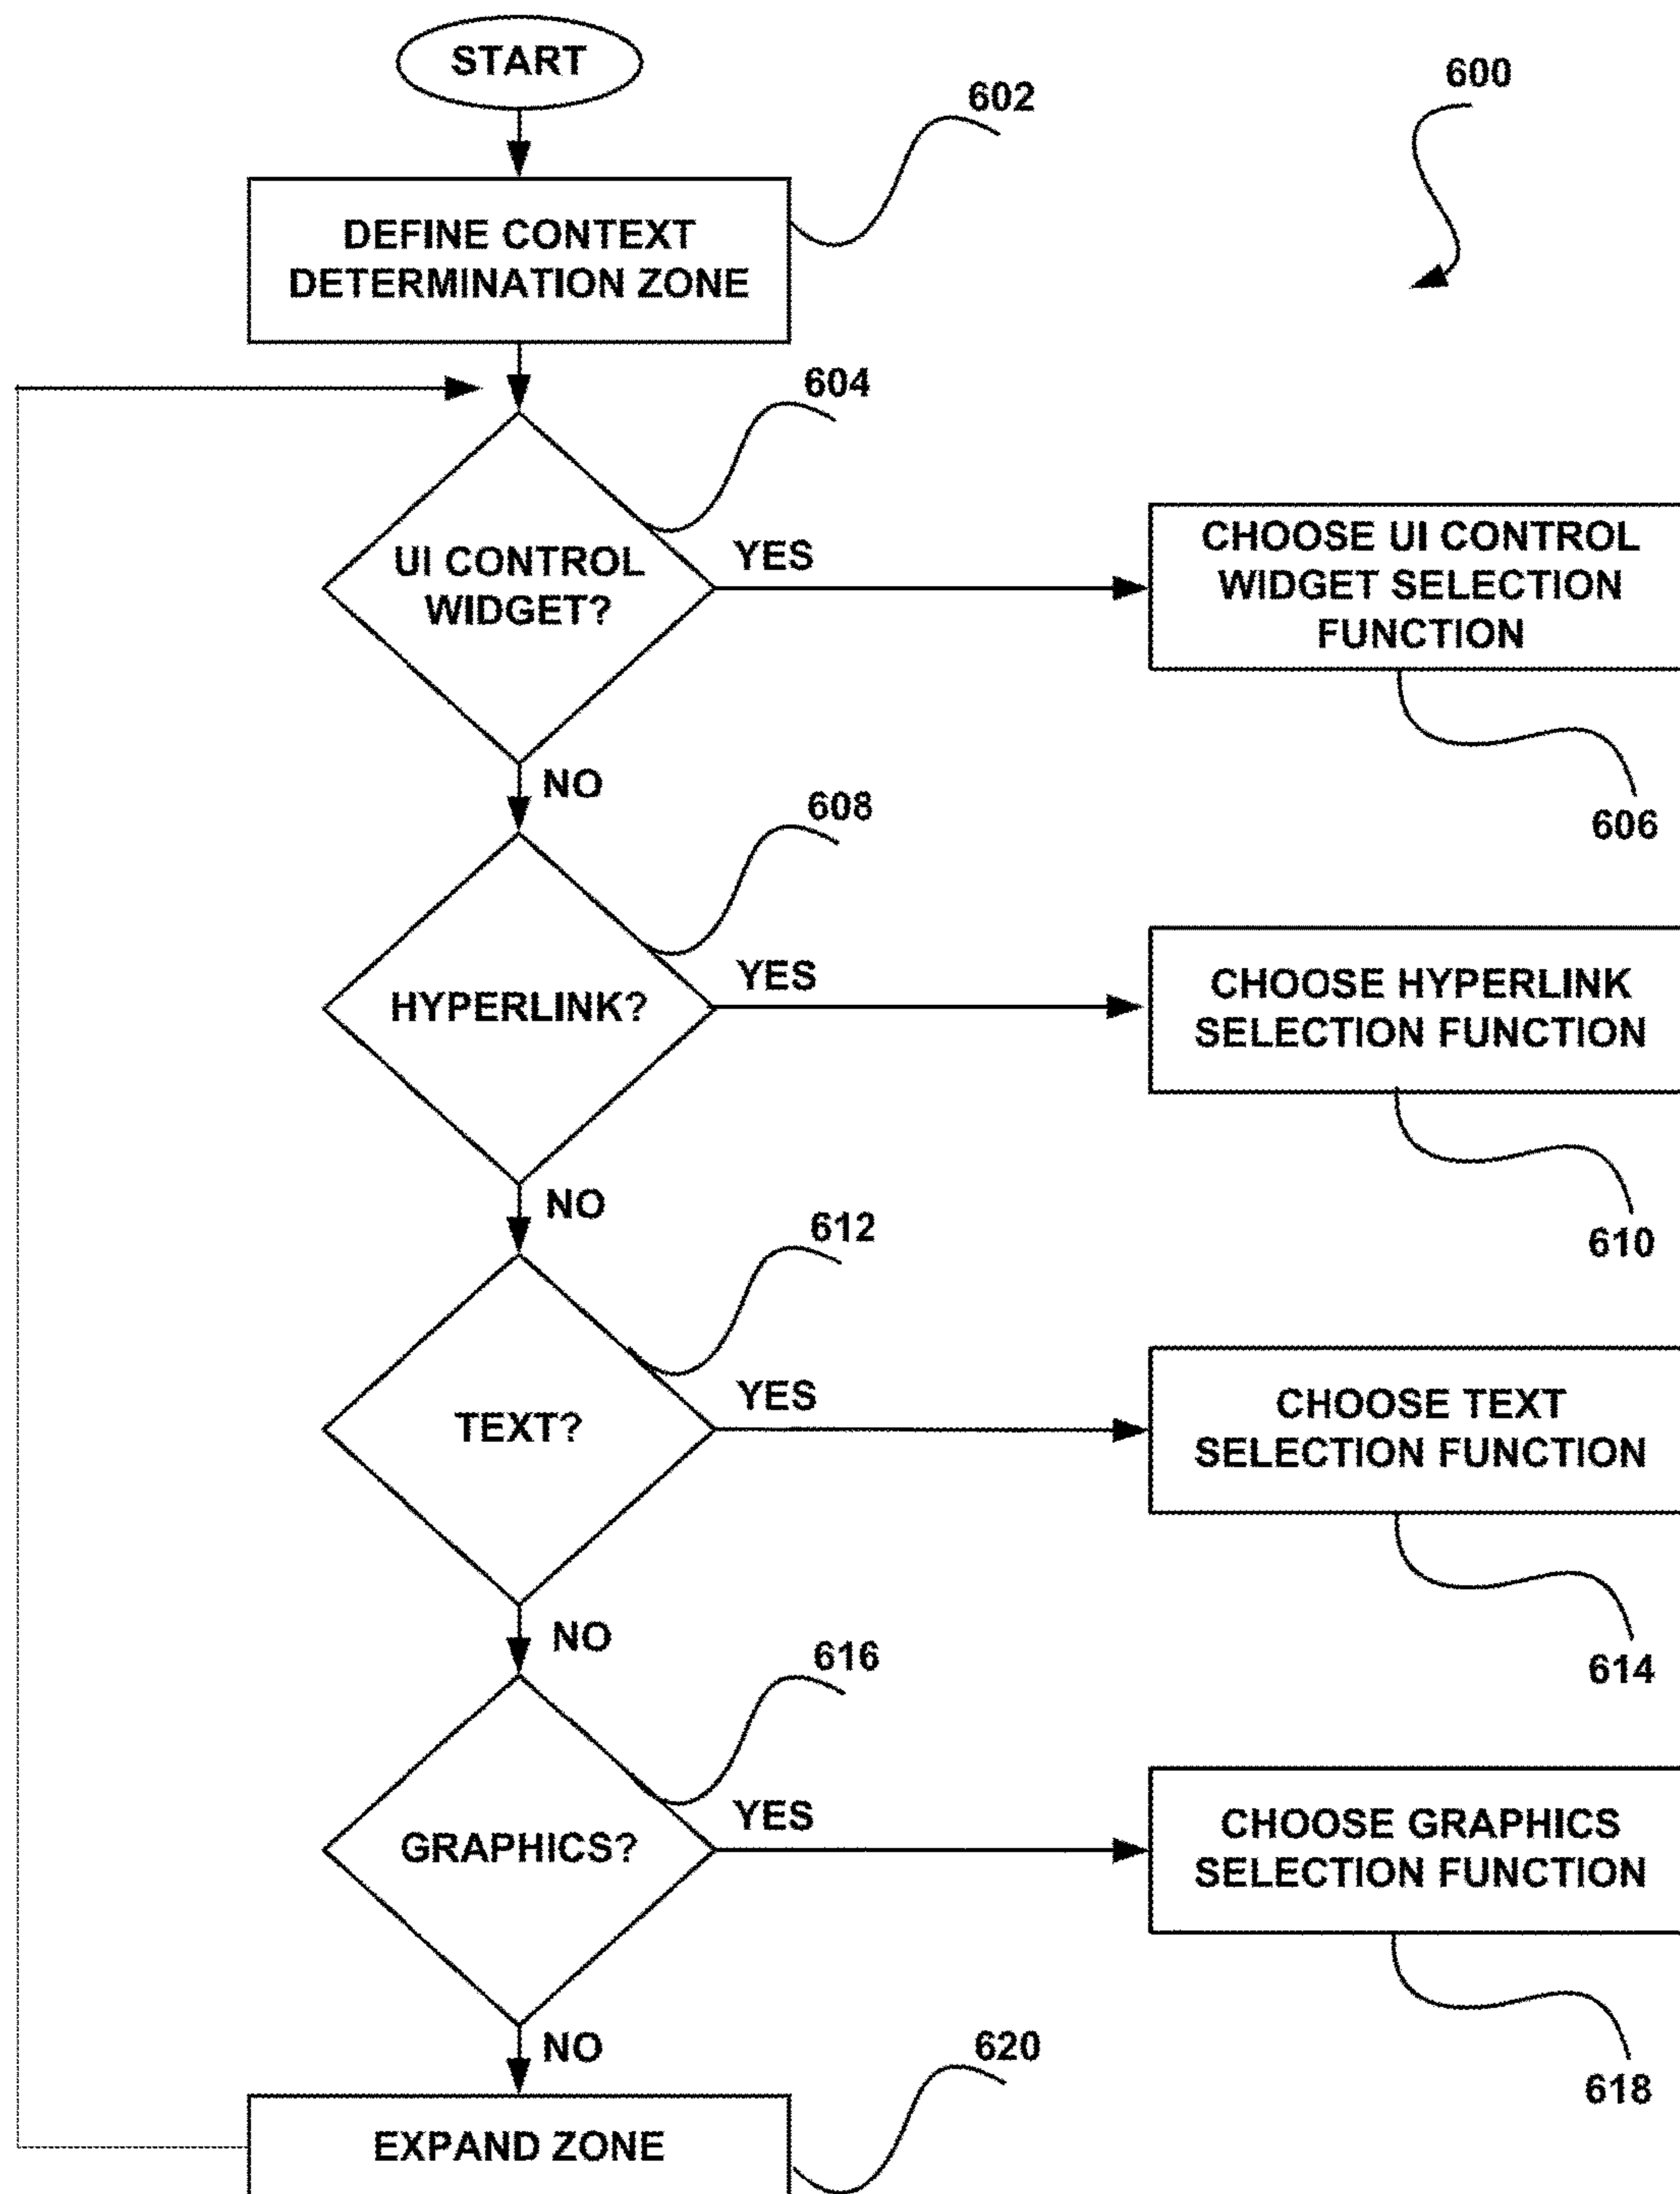 START
600
602
DEFINE CONTEXT
DETERMINATION ZONE
604
UI CONTROL
WIDGET?
YES
CHOOSE UI CONTROL
WIDGET SELECTION
FUNCTION
606
NO
608
HYPERLINK?
YES
CHOOSE HYPERLINK
SELECTION FUNCTION
610
NO
612
TEXT?
YES
CHOOSE TEXT
SELECTION FUNCTION
614
NO
616
GRAPHICS?
YES
CHOOSE GRAPHICS
SELECTION FUNCTION
618
NO
620
EXPAND ZONE